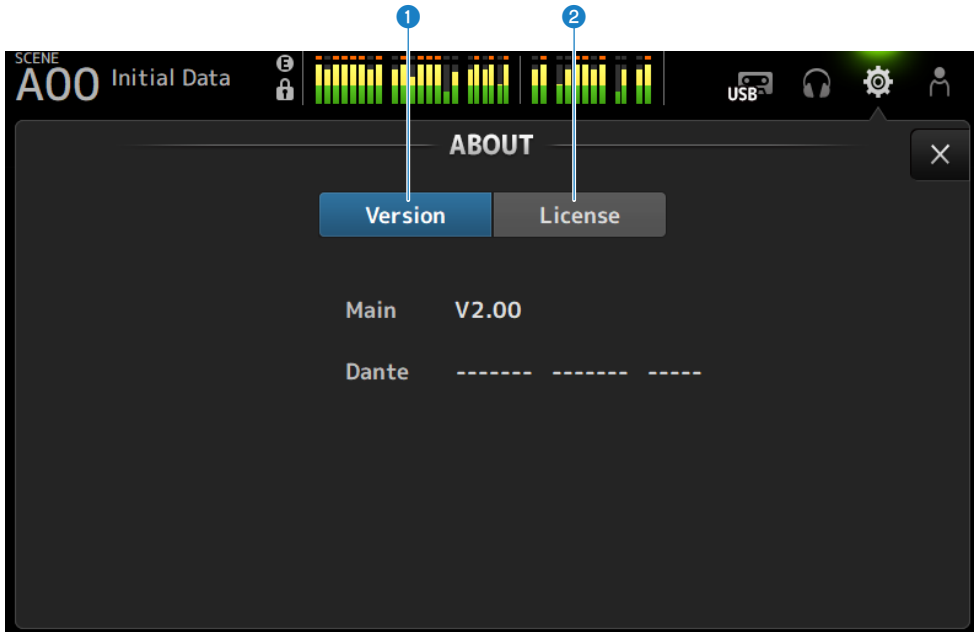 1 2
SCENE
A00 Initial Data E
USB
ABOUT
Version License
Main V2.00
Dante ------- ------- -----